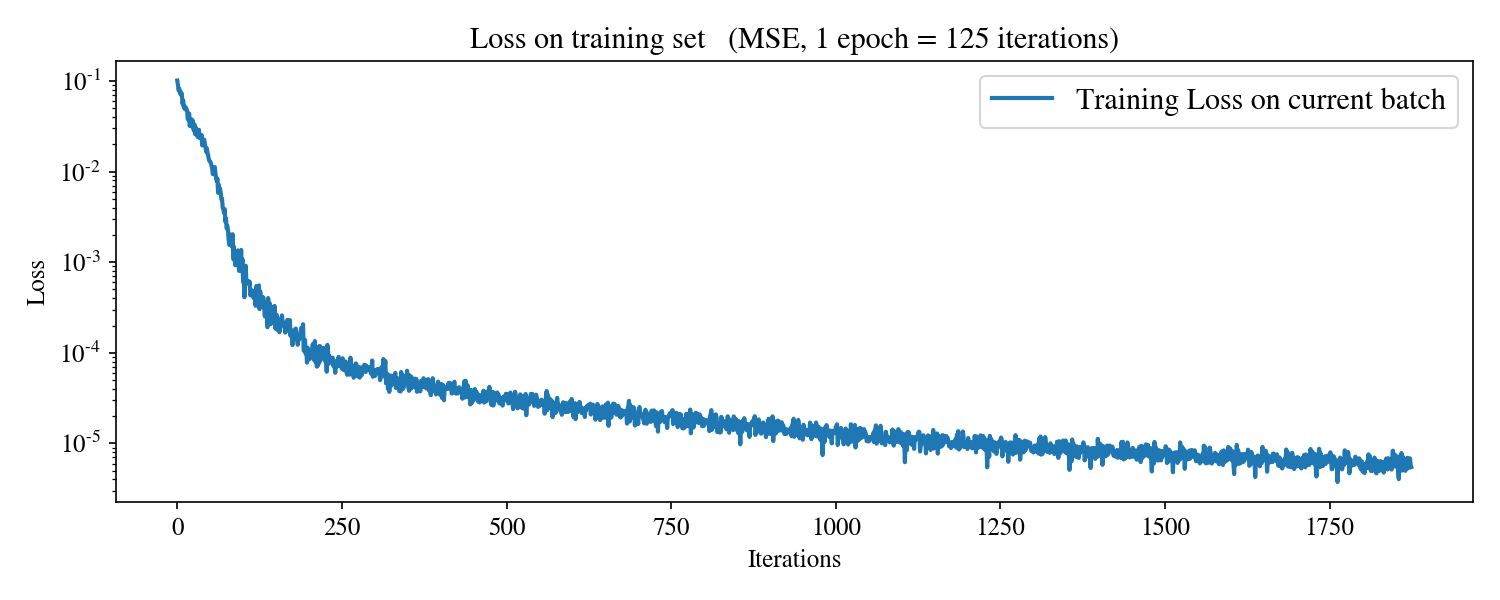 Loss on training set (MSE, 1 epoch = 125 iterations)
Training Loss on current batch
Loss
10^-1
10^-2
10^-3
10^-4
10^-5
0 250 500 750 1000 1250 1500 1750
Iterations